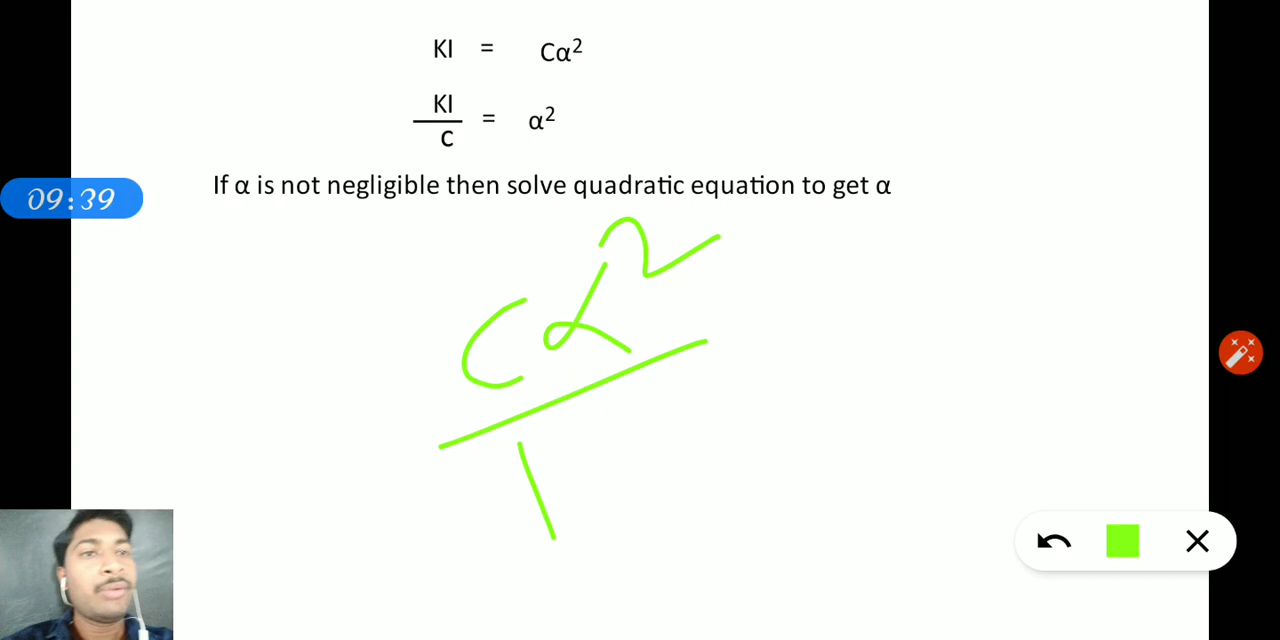 KI = Cα²
KI
C
= α²
If α is not negligible then solve quadratic equation to get α
09:39
Cα²
1